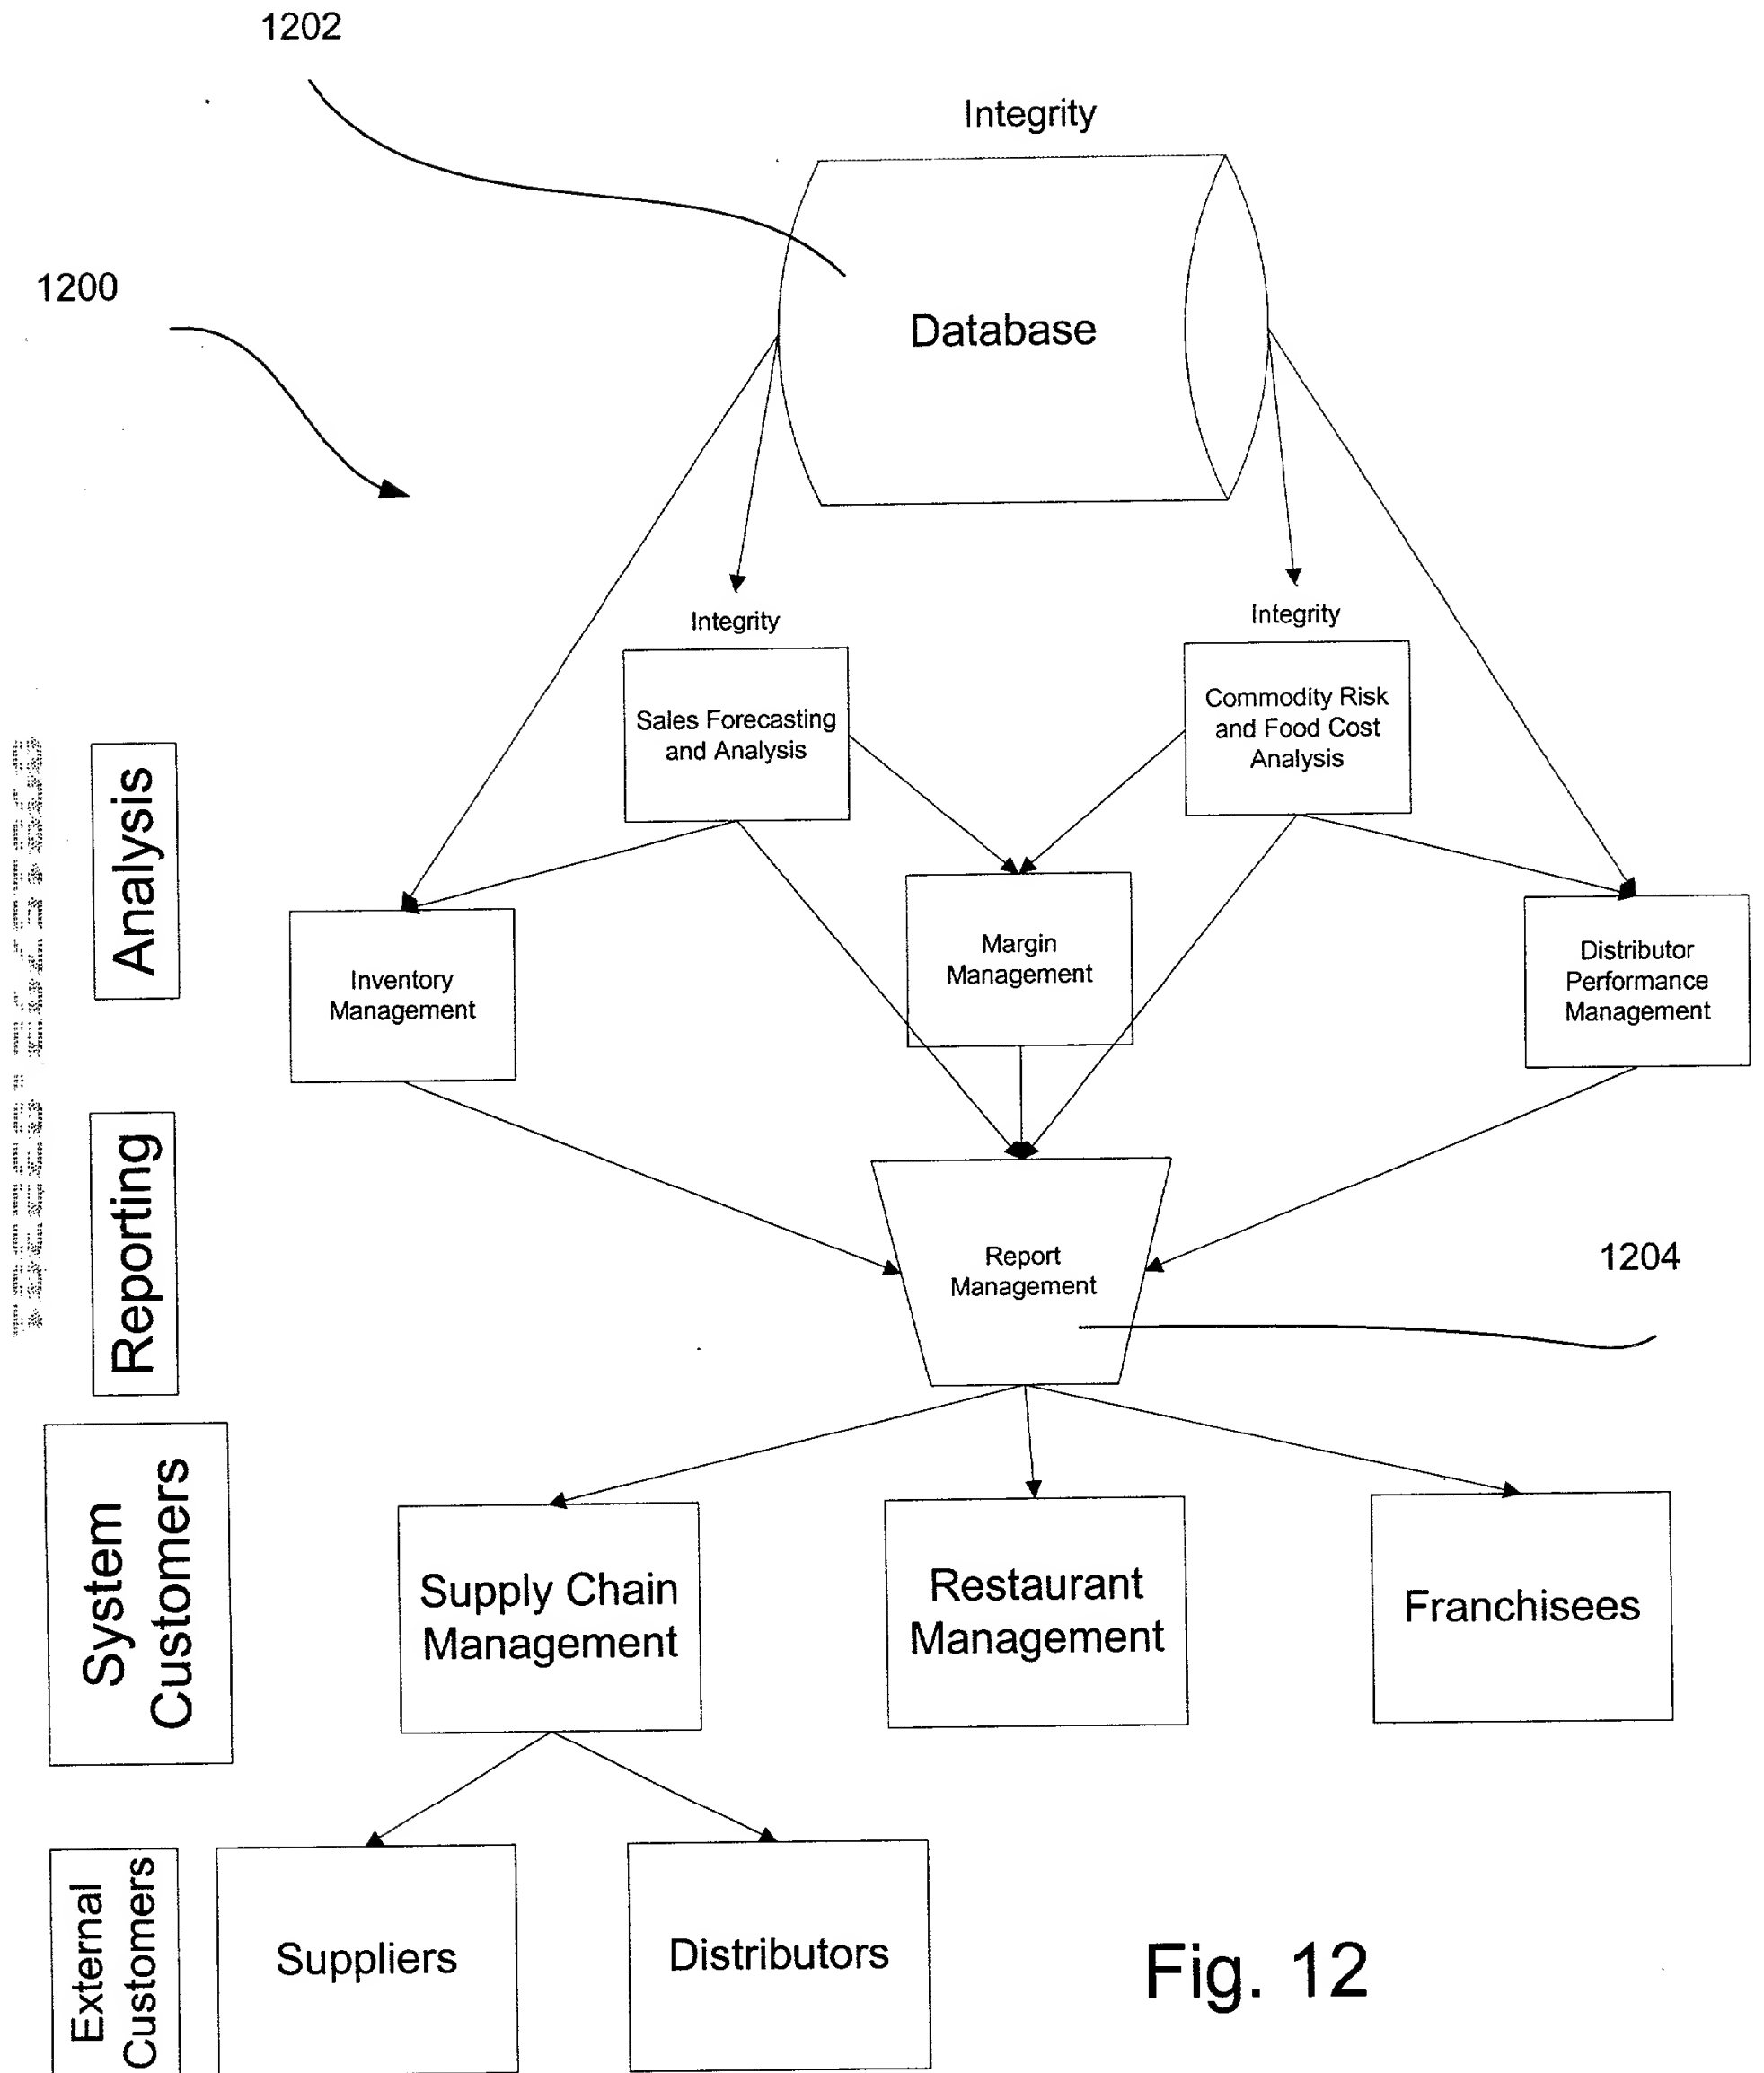 1202
Integrity
1200
Database
Integrity
Integrity
Sales Forecasting
and Analysis
Commodity Risk
and Food Cost
Analysis
Analysis
Inventory
Management
Margin
Management
Distributor
Performance
Management
Reporting
Report
Management
1204
System
Customers
Supply Chain
Management
Restaurant
Management
Franchisees
External
Customers
Suppliers
Distributors
Fig. 12